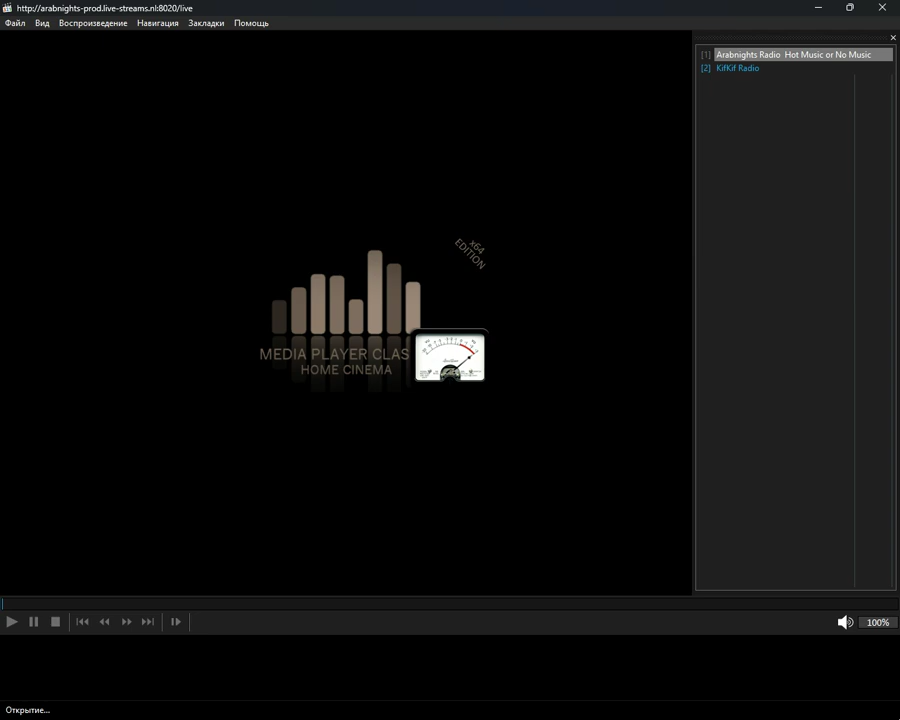 http://arabnights-prod.live-streams.nl:8020/live
Файл Вид Воспроизведение Навигация Закладки Помощь
[1] Arabnights Radio Hot Music or No Music
[2] KifKif Radio
x64
EDITION
MEDIA PLAYER CLAS
HOME CINEMA
100%
Открытие...